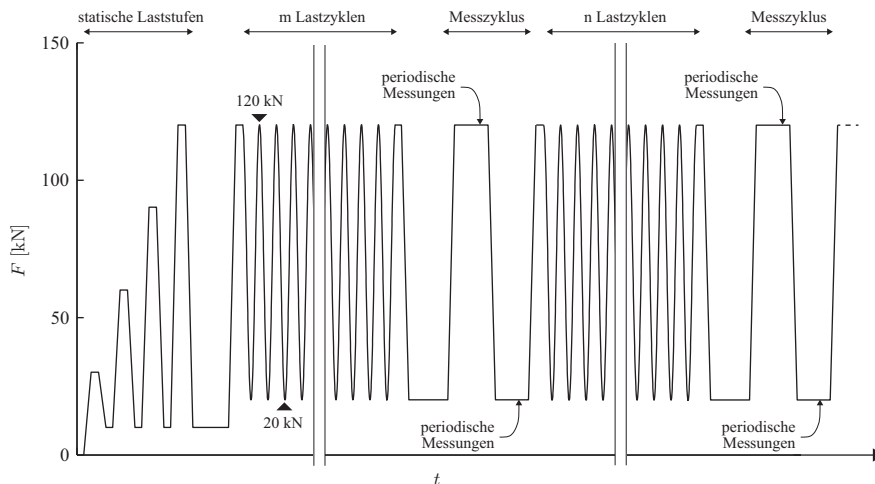 statische Laststufen
m Lastzyklen
Messzyklus
n Lastzyklen
Messzyklus
150
100
50
0
F [kN]
120 kN
20 kN
periodische
Messungen
periodische
Messungen
periodische
Messungen
periodische
Messungen
t